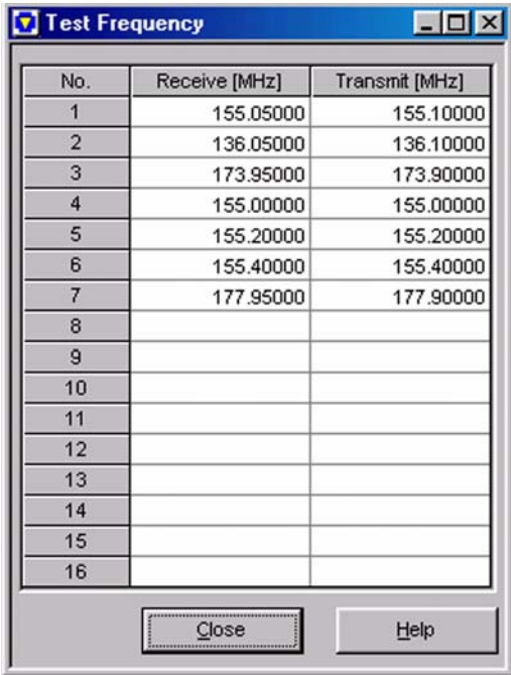 Test Frequency
No. Receive [MHz] Transmit [MHz]
1 155.05000 155.10000
2 136.05000 136.10000
3 173.95000 173.90000
4 155.00000 155.00000
5 155.20000 155.20000
6 155.40000 155.40000
7 177.95000 177.90000
8
9
10
11
12
13
14
15
16
Close Help